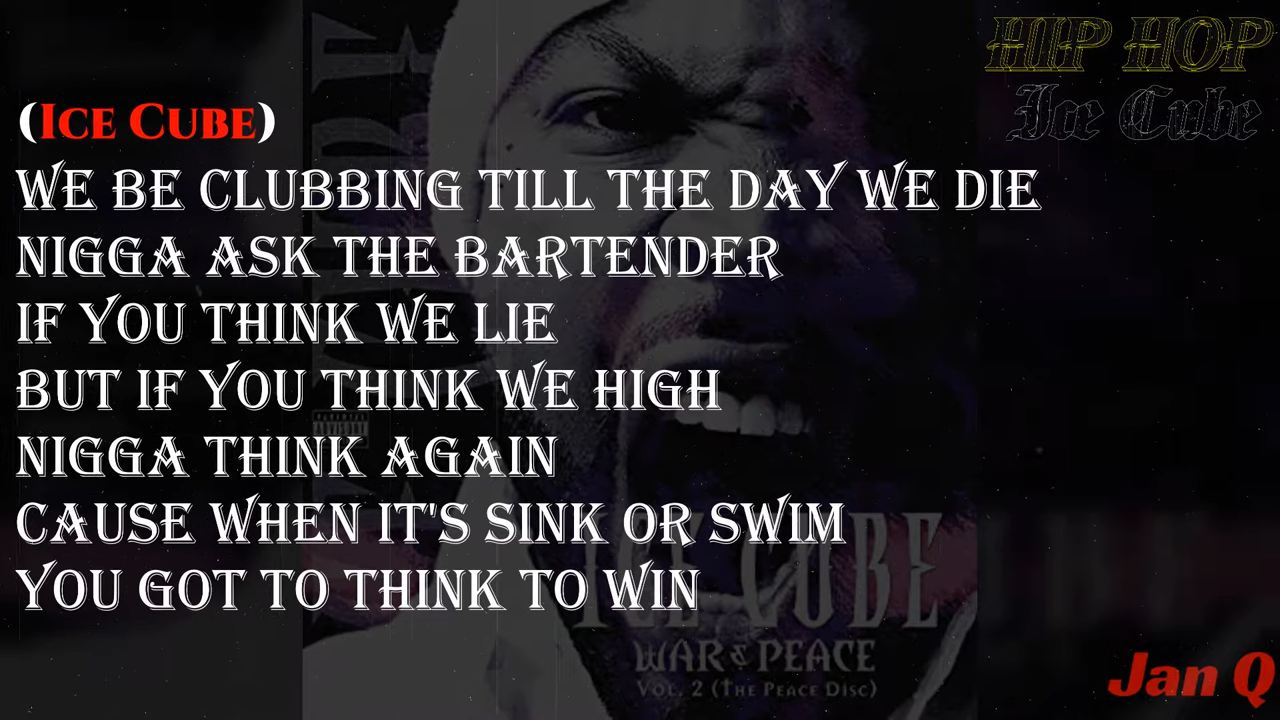 HIP HOP
Ice Cube
(ICE CUBE)
WE BE CLUBBING TILL THE DAY WE DIE
NIGGA ASK THE BARTENDER
IF YOU THINK WE LIE
BUT IF YOU THINK WE HIGH
NIGGA THINK AGAIN
CAUSE WHEN IT'S SINK OR SWIM
YOU GOT TO THINK TO WIN
ICE CUBE
WAR & PEACE
VOL. 2 (THE PEACE DISC)
Jan Q